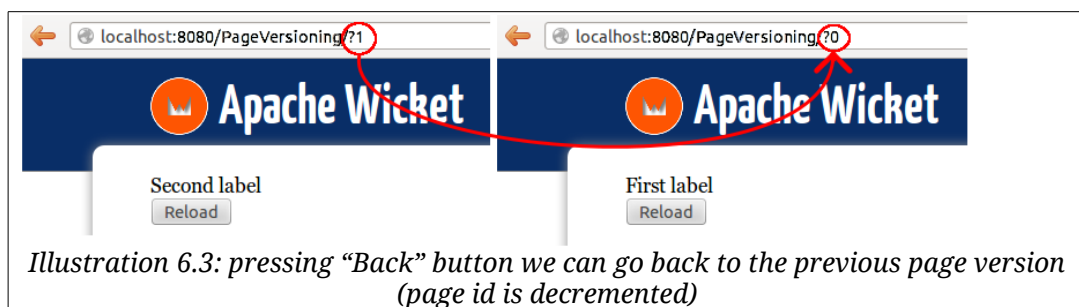 localhost:8080/PageVersioning/?1
localhost:8080/PageVersioning/?0
Apache Wicket
Apache Wicket
Second label
First label
Reload
Reload
Illustration 6.3: pressing “Back” button we can go back to the previous page version
(page id is decremented)